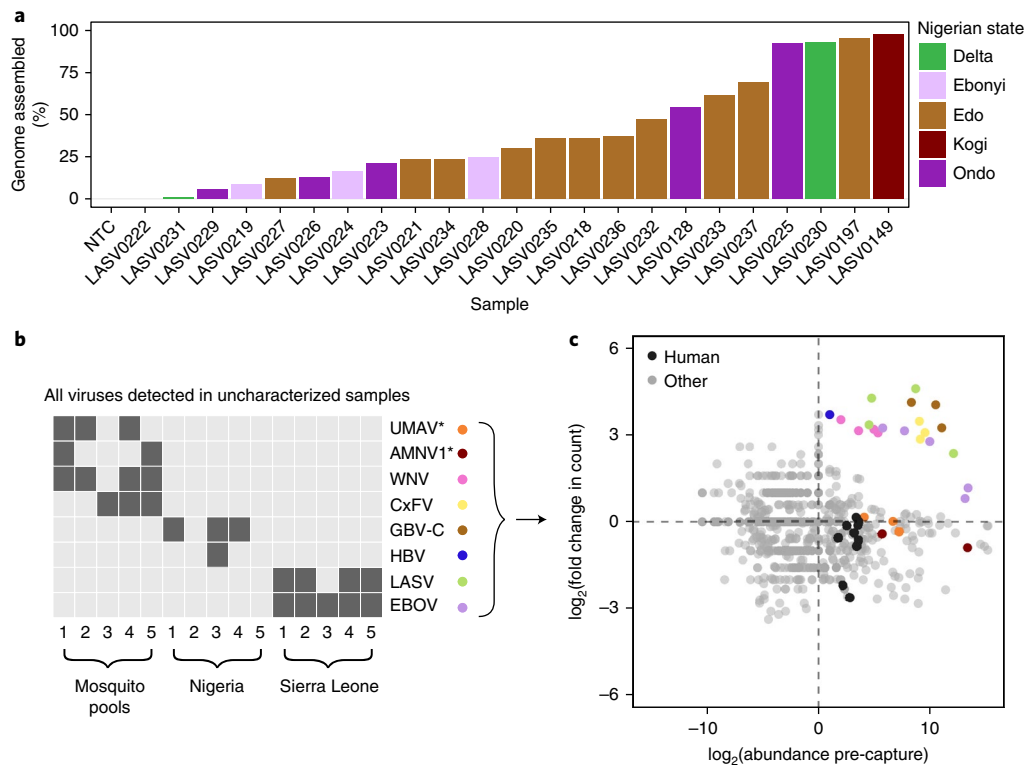 a
Genome assembled
(%)
100
75
50
25
0
NTC
LASV0222
LASV0231
LASV0229
LASV0219
LASV0227
LASV0226
LASV0224
LASV0223
LASV0221
LASV0234
LASV0228
LASV0220
LASV0235
LASV0218
LASV0236
LASV0232
LASV0128
LASV0233
LASV0237
LASV0225
LASV0230
LASV0197
LASV0149
Sample
Nigerian state
Delta
Ebonyi
Edo
Kogi
Ondo
b
All viruses detected in uncharacterized samples
UMAV*
AMNV1*
WNV
CxFV
GBV-C
HBV
LASV
EBOV
1 2 3 4 5 1 2 3 4 5 1 2 3 4 5
Mosquito
pools
Nigeria
Sierra Leone
c
Human
Other
log2(fold change in count)
6
3
0
−3
−6
−10 0 10
log2(abundance pre-capture)